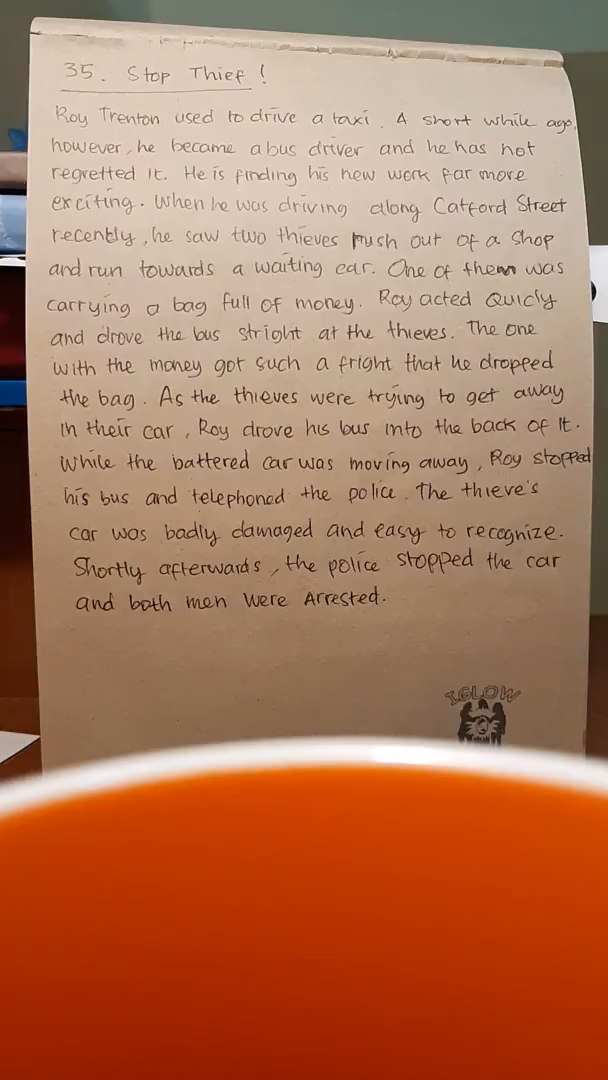 35. Stop Thief!
Roy Trenton used to drive a taxi. A short while ago,
however, he became a bus driver and he has not
regretted it. He is finding his new work far more
exciting. When he was driving along Catford Street
recently, he saw two thieves rush out of a shop
and run towards a waiting car. One of them was
carrying a bag full of money. Roy acted Quicly
and drove the bus stright at the thieves. The one
with the money got such a fright that he dropped
the bag. As the thieves were trying to get away
in their car, Roy drove his bus into the back of it.
While the battered car was moving away, Roy stopped
his bus and telephoned the police. The thieve's
car was badly damaged and easy to recognize.
Shortly afterwards, the police stopped the car
and both men were Arrested.
IGLOW